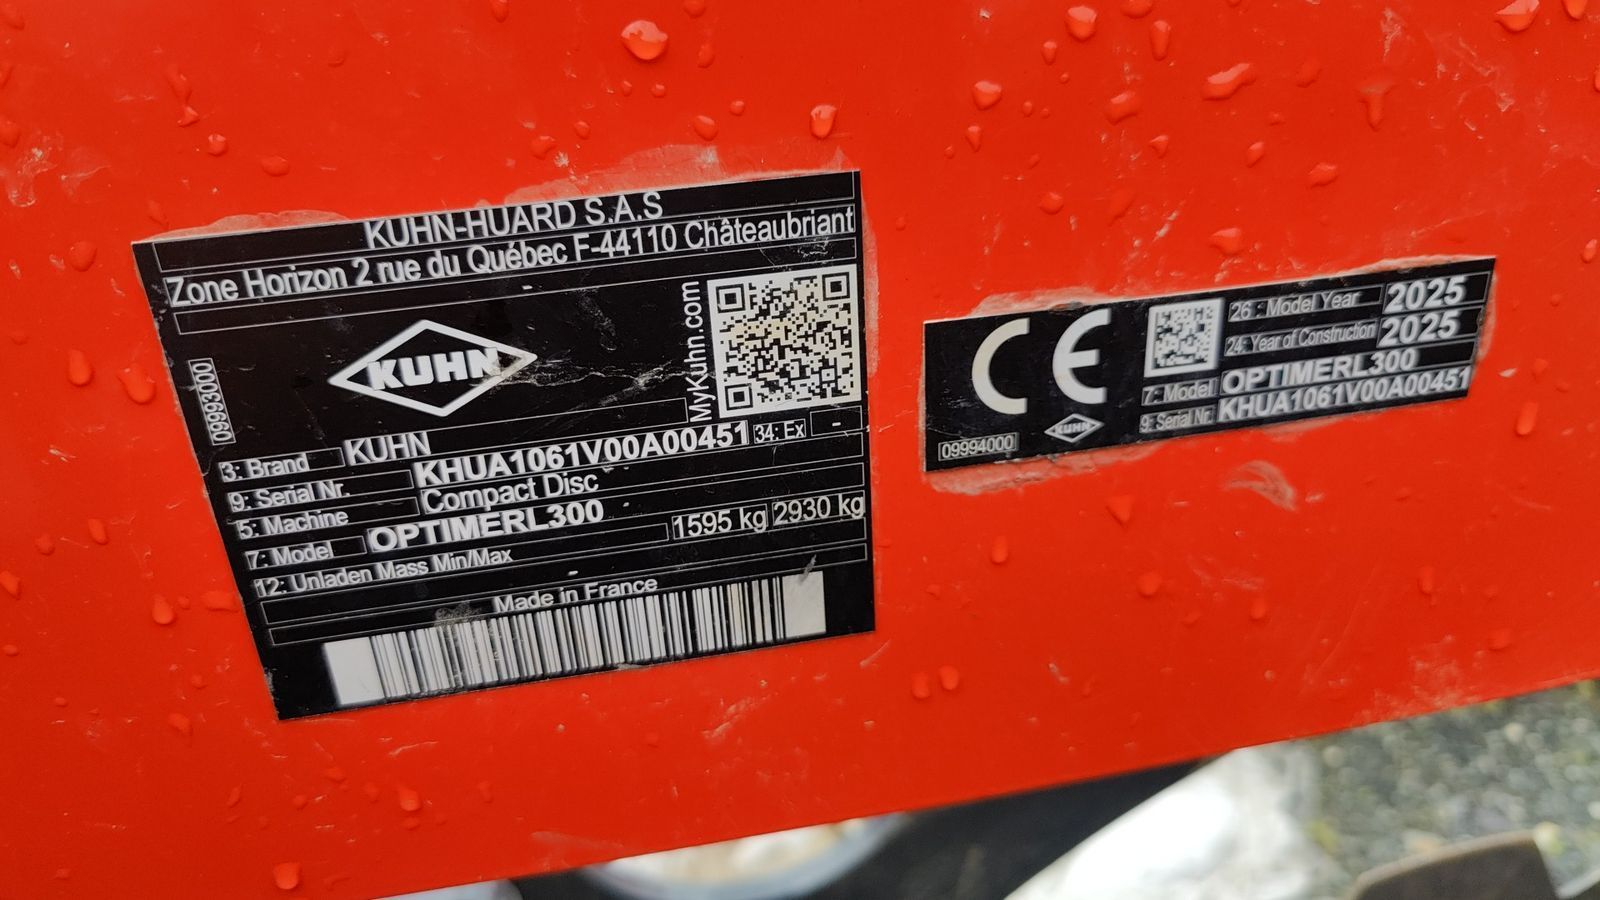 KUHN-HUARD S.A.S
Zone Horizon 2 rue du Québec F-44110 Châteaubriant
09993000
KUHN
MyKuhn.com
3: Brand KUHN
9: Serial Nr. KHUA1061V00A00451 34: Ex -
5: Machine Compact Disc
7: Model OPTIMERL300
12: Unladen Mass Min/Max 1595 kg 2930 kg
-
Made in France
CE
26 : Model Year 2025
24: Year of Construction 2025
7: Model OPTIMERL300
9: Serial Nr. KHUA1061V00A00451
KUHN
09994000